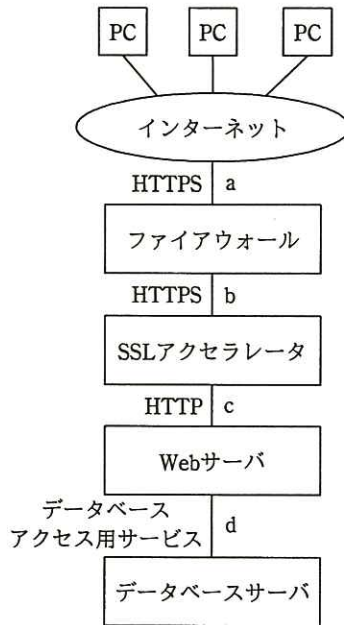 PC PC PC
インターネット
HTTPS a
ファイアウォール
HTTPS b
SSLアクセラレータ
HTTP c
Webサーバ
データベース
アクセス用サービス d
データベースサーバ